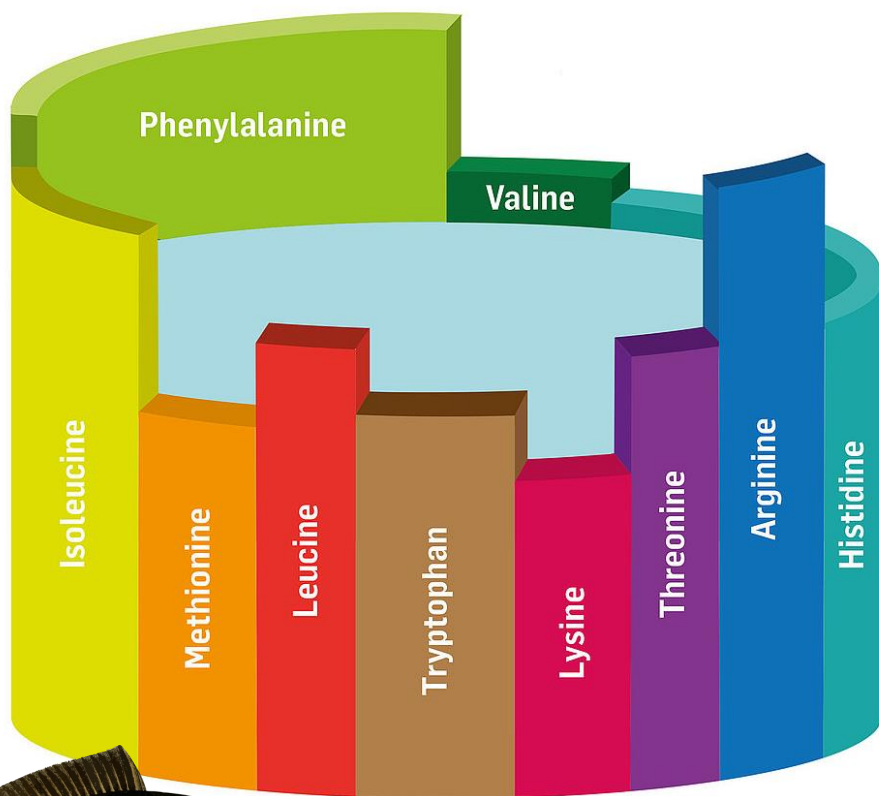 Phenylalanine
Valine
Isoleucine
Methionine
Leucine
Tryptophan
Lysine
Threonine
Arginine
Histidine